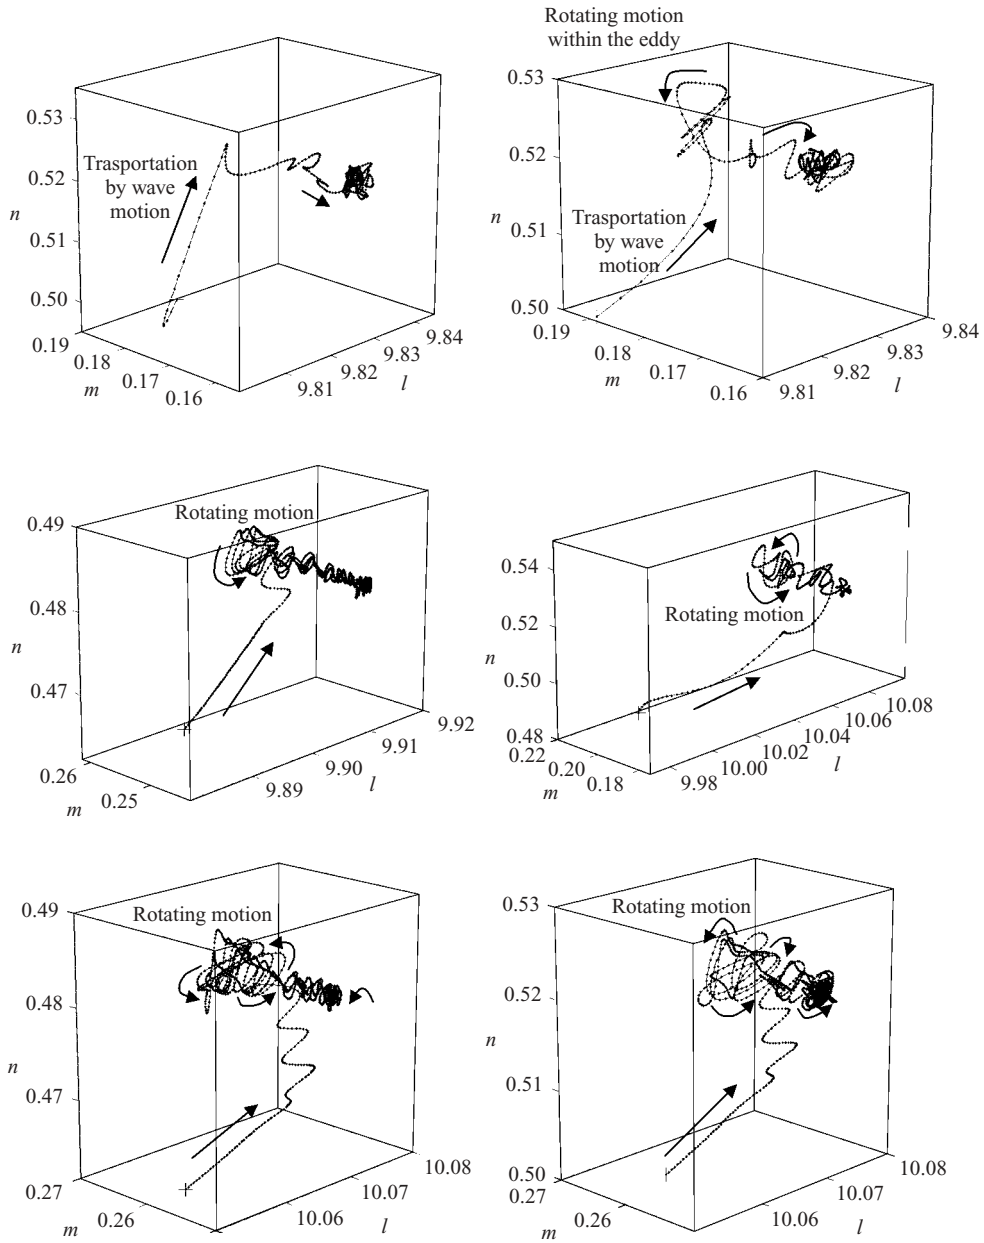 0.53
0.52
0.51
0.50
n
Trasportation
by wave
motion
0.19
0.18
0.17
0.16
m
9.81
9.82
9.83
9.84
l
Rotating motion
within the eddy
0.53
0.52
0.51
0.50
n
Trasportation
by wave
motion
0.19
0.18
0.17
0.16
m
9.81
9.82
9.83
9.84
l
0.49
0.48
0.47
n
Rotating motion
0.26
0.25
m
9.89
9.90
9.91
9.92
l
0.54
0.52
0.50
0.48
n
Rotating motion
0.22
0.20
0.18
m
9.98
10.00
10.02
10.04
10.06
10.08
l
0.49
0.48
0.47
n
Rotating motion
0.27
0.26
m
10.06
10.07
10.08
l
0.53
0.52
0.51
0.50
n
Rotating motion
0.27
0.26
m
10.06
10.07
10.08
l